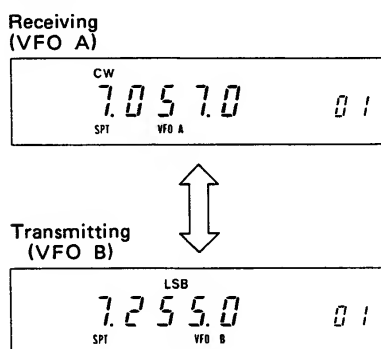 Receiving
(VFO A)
CW
7.057.0 01
SPT VFO A
Transmitting
(VFO B)
LSB
7.255.0 01
SPT VFO B